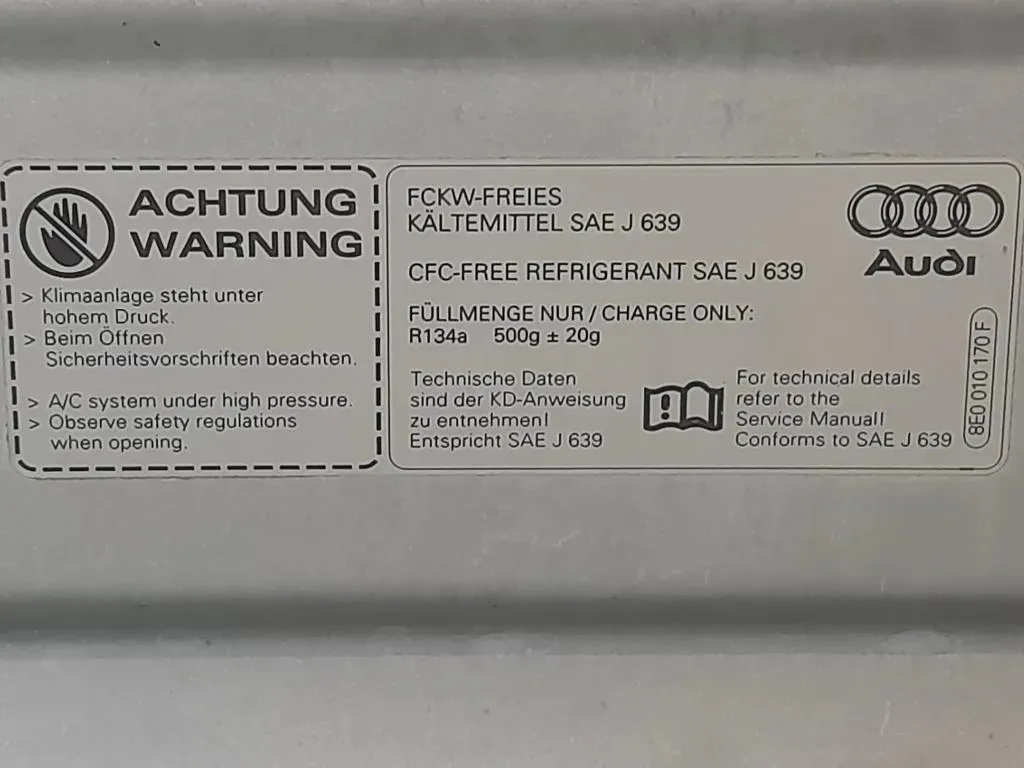 ACHTUNG
WARNING
> Klimaanlage steht unter
hohem Druck.
> Beim Öffnen
Sicherheitsvorschriften beachten.
> A/C system under high pressure.
> Observe safety regulations
when opening.
FCKW-FREIES
KÄLTEMITTEL SAE J 639
CFC-FREE REFRIGERANT SAE J 639
FÜLLMENGE NUR / CHARGE ONLY:
R134a 500g ± 20g
Technische Daten
sind der KD-Anweisung
zu entnehmen!
Entspricht SAE J 639
!
For technical details
refer to the
Service Manual!
Conforms to SAE J 639
Audi
8E0 010 170 F